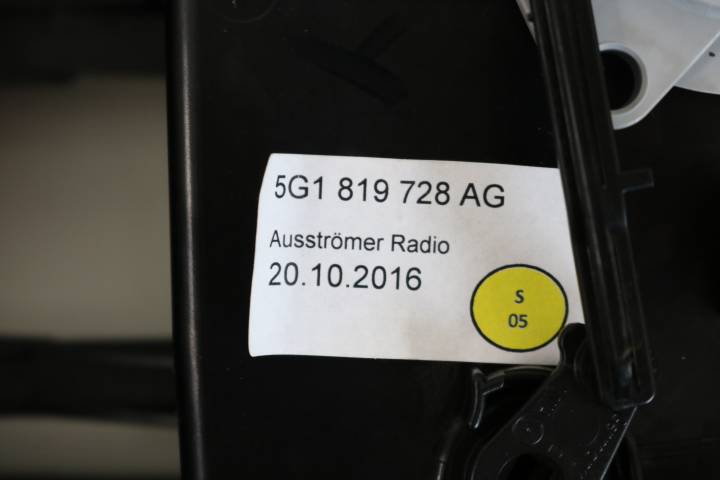 5G1 819 728 AG
Ausströmer Radio
20.10.2016
S
05